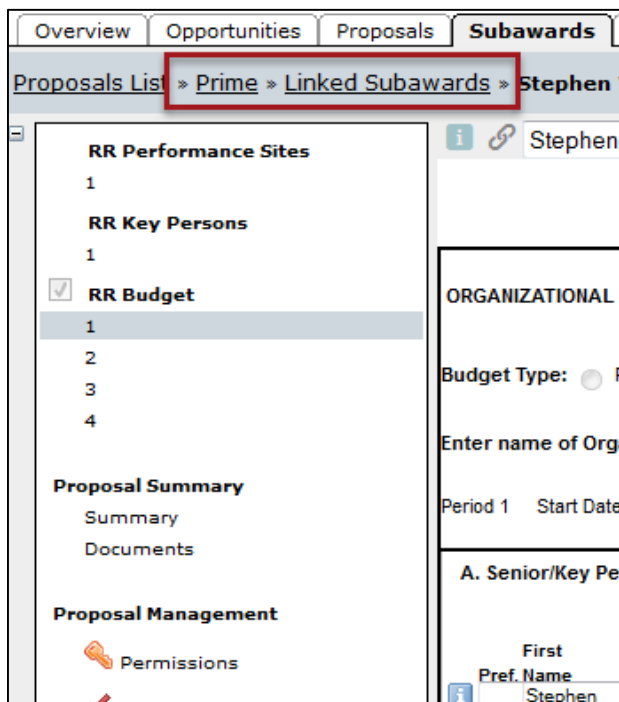 Overview Opportunities Proposals Subawards
Proposals List » Prime » Linked Subawards » Stephen
RR Performance Sites
1
RR Key Persons
1
RR Budget
1
2
3
4
Proposal Summary
Summary
Documents
Proposal Management
Permissions
Stephen
ORGANIZATIONAL
Budget Type:
Enter name of Orga
Period 1 Start Date
A. Senior/Key Pe
First
Pref. Name
Stephen